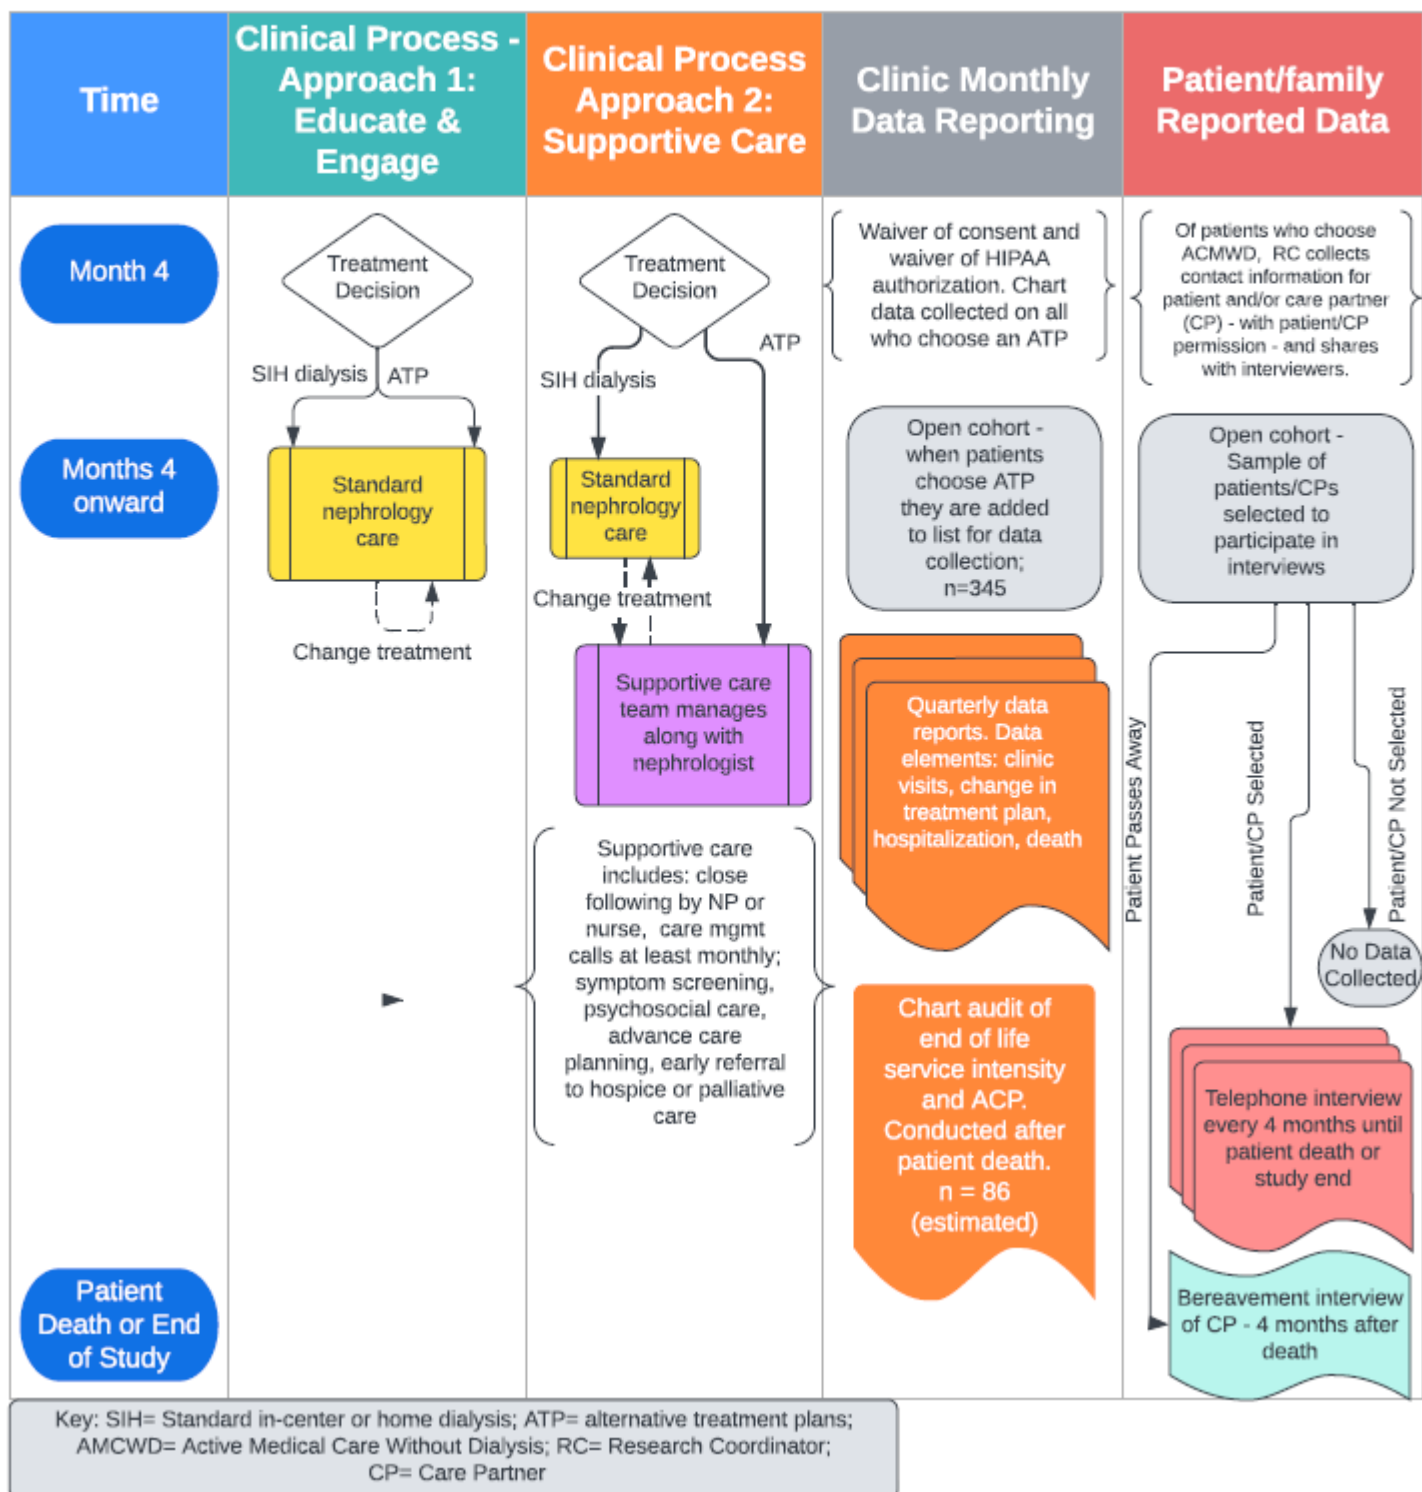 Time
Clinical Process -
Approach 1:
Educate &
Engage
Clinical Process
Approach 2:
Supportive Care
Clinic Monthly
Data Reporting
Patient/family
Reported Data
Month 4
Treatment
Decision
SIH dialysis
ATP
Treatment
Decision
SIH dialysis
ATP
Waiver of consent and
waiver of HIPAA
authorization. Chart
data collected on all
who choose an ATP
Of patients who choose
ACMWD, RC collects
contact information for
patient and/or care partner
(CP) - with patient/CP
permission - and shares
with interviewers.
Months 4
onward
Standard
nephrology
care
Change treatment
Standard
nephrology
care
Change treatment
Supportive care
team manages
along with
nephrologist
Supportive care
includes: close
following by NP or
nurse, care mgmt
calls at least monthly;
symptom screening,
psychosocial care,
advance care
planning, early referral
to hospice or palliative
care
Open cohort -
when patients
choose ATP
they are added
to list for data
collection;
n=345
Quarterly data
reports. Data
elements: clinic
visits, change in
treatment plan,
hospitalization, death
Chart audit of
end of life
service intensity
and ACP.
Conducted after
patient death.
n = 86
(estimated)
Open cohort -
Sample of
patients/CPs
selected to
participate in
interviews
Patient Passes Away
Patient/CP Selected
Patient/CP Not Selected
No Data
Collected
Telephone interview
every 4 months until
patient death or
study end
Patient
Death or End
of Study
Bereavement interview
of CP - 4 months after
death
Key: SIH= Standard in-center or home dialysis; ATP= alternative treatment plans;
AMCWD= Active Medical Care Without Dialysis; RC= Research Coordinator;
CP= Care Partner